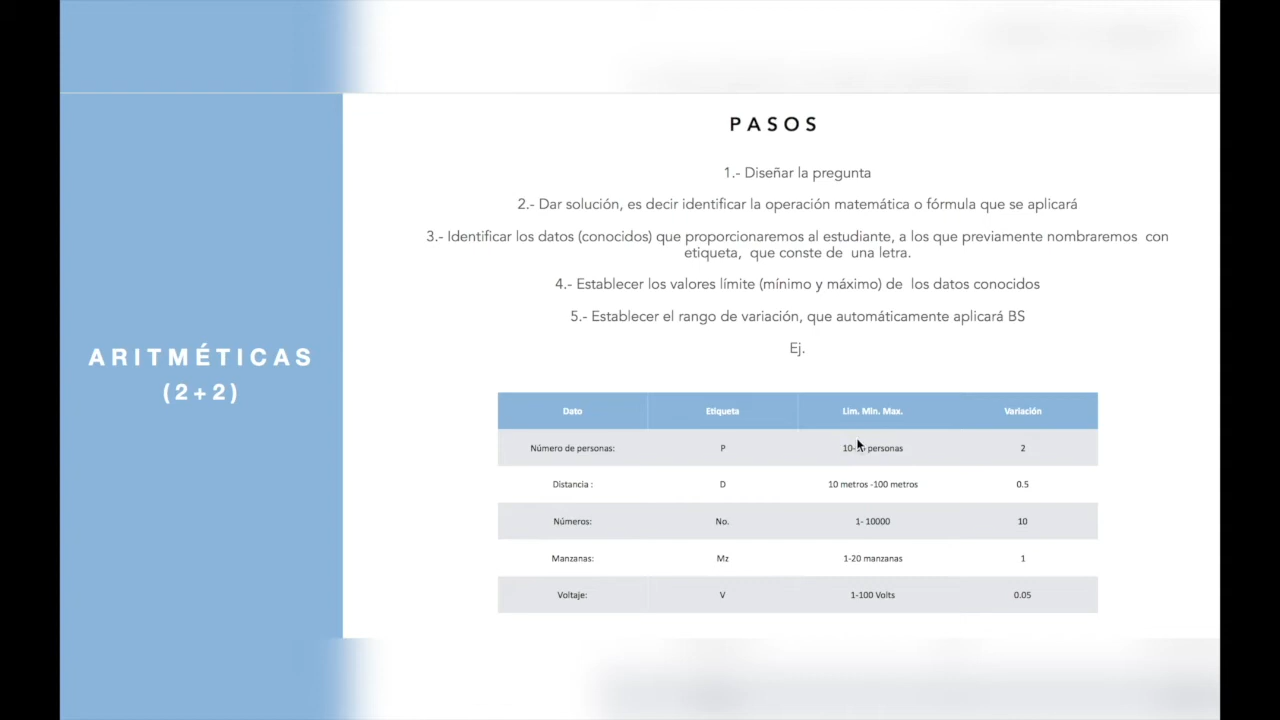 ARITMÉTICAS
(2+2)
PASOS
1.- Diseñar la pregunta
2.- Dar solución, es decir identificar la operación matemática o fórmula que se aplicará
3.- Identificar los datos (conocidos) que proporcionaremos al estudiante, a los que previamente nombraremos con
etiqueta, que conste de una letra.
4.- Establecer los valores límite (mínimo y máximo) de los datos conocidos
5.- Establecer el rango de variación, que automáticamente aplicará BS
Ej.
Dato Etiqueta Lim. Min. Max. Variación
Número de personas: P personas 2
Distancia : D 10 metros -100 metros 0.5
Números: No. 1- 10000 10
Manzanas: Mz 1-20 manzanas 1
Voltaje: V 1-100 Volts 0.05